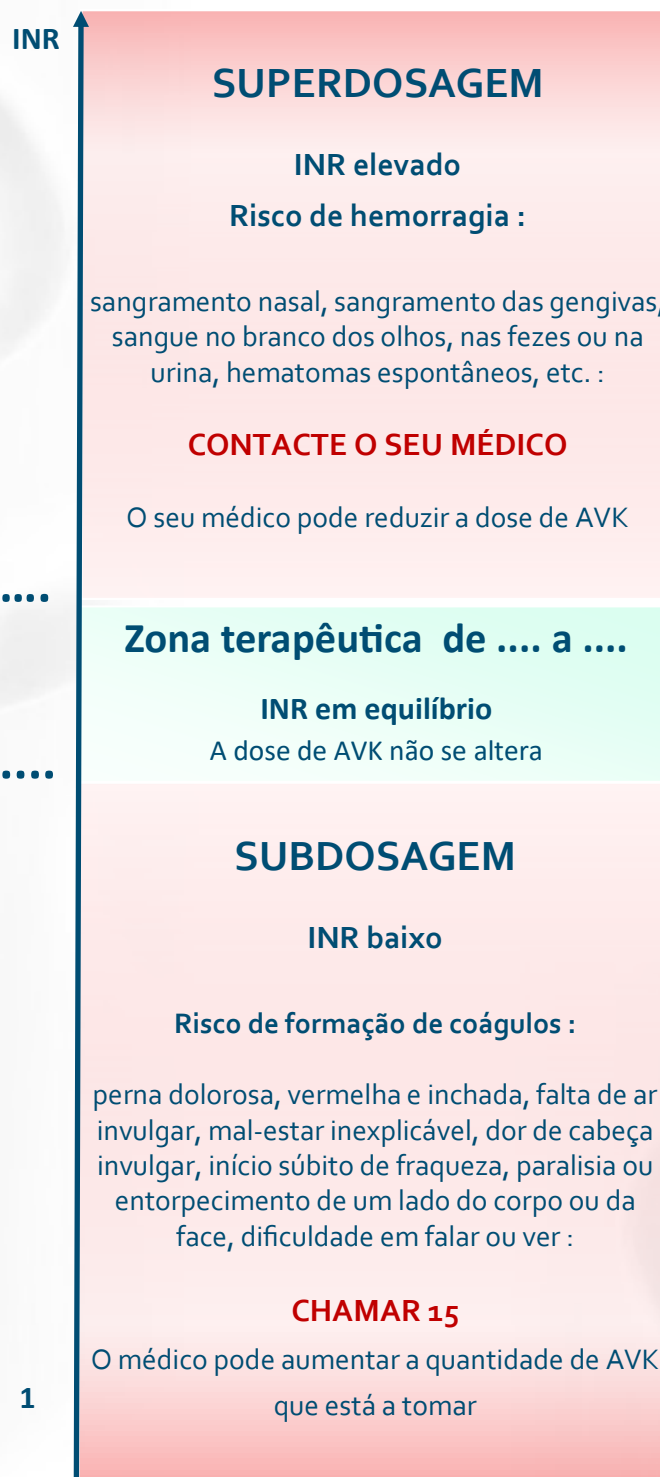 INR
SUPERDOSAGEM
INR elevado
Risco de hemorragia :
sangramento nasal, sangramento das gengivas,
sangue no branco dos olhos, nas fezes ou na
urina, hematomas espontâneos, etc. :
CONTACTE O SEU MÉDICO
O seu médico pode reduzir a dose de AVK
....
Zona terapêutica de .... a ....
INR em equilíbrio
A dose de AVK não se altera
....
SUBDOSAGEM
INR baixo
Risco de formação de coágulos :
perna dolorosa, vermelha e inchada, falta de ar
invulgar, mal-estar inexplicável, dor de cabeça
invulgar, início súbito de fraqueza, paralisia ou
entorpecimento de um lado do corpo ou da
face, dificuldade em falar ou ver :
CHAMAR 15
O médico pode aumentar a quantidade de AVK
1
que está a tomar